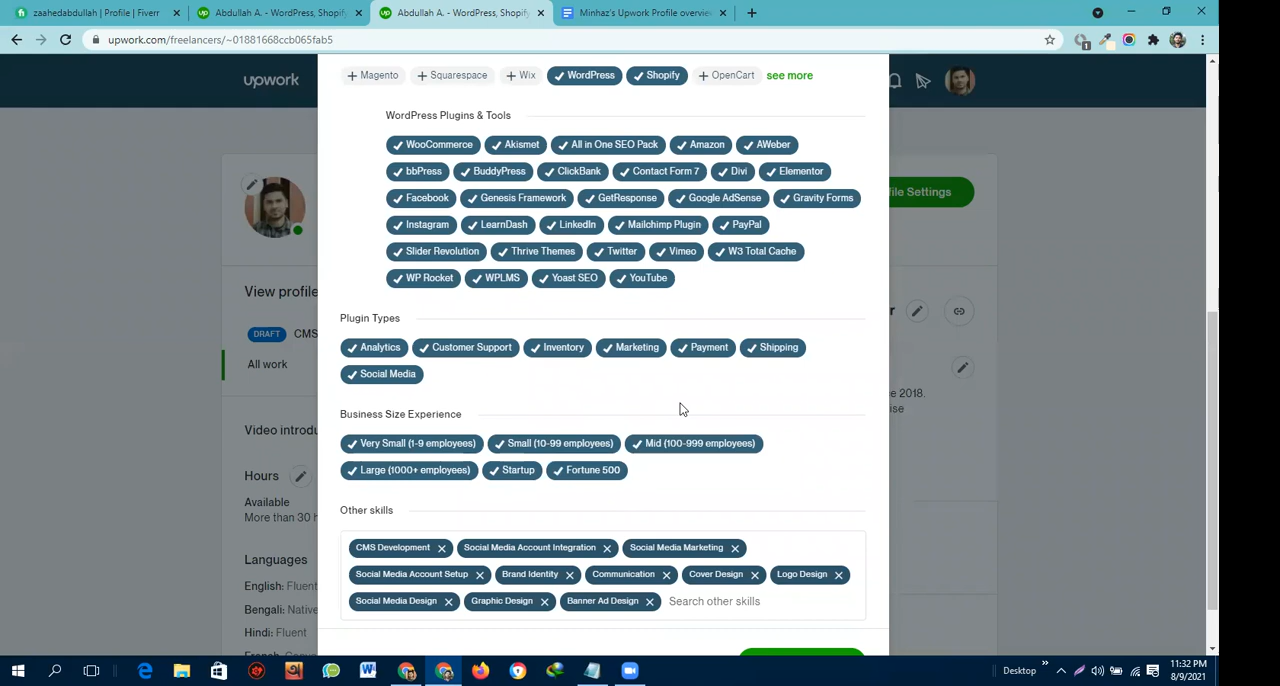 zaahedabdullah | Profile | Fiverr
Abdullah A. - WordPress, Shopify
Abdullah A. - WordPress, Shopify
Minhaz's Upwork Profile overview
upwork.com/freelancers/~01881668ccb065fab5
1
upwork
Magento Squarespace Wix WordPress Shopify OpenCart see more
WordPress Plugins & Tools
WooCommerce Akismet All in One SEO Pack Amazon AWeber
bbPress BuddyPress ClickBank Contact Form 7 Divi Elementor
Facebook Genesis Framework GetResponse Google AdSense Gravity Forms
Instagram LearnDash LinkedIn Mailchimp Plugin PayPal
Slider Revolution Thrive Themes Twitter Vimeo W3 Total Cache
WP Rocket WPLMS Yoast SEO YouTube
Plugin Types
Analytics Customer Support Inventory Marketing Payment Shipping
Social Media
Business Size Experience
Very Small (1-9 employees) Small (10-99 employees) Mid (100-999 employees)
Large (1000+ employees) Startup Fortune 500
Other skills
CMS Development Social Media Account Integration Social Media Marketing
Social Media Account Setup Brand Identity Communication Cover Design Logo Design
Social Media Design Graphic Design Banner Ad Design Search other skills
file Settings
View profile
DRAFT CMS
All work
Video introdu
Hours
Available
More than 30 h
Languages
English: Fluent
Bengali: Native
Hindi: Fluent
r
ce 2018.
ise
Desktop
11:32 PM
8/9/2021